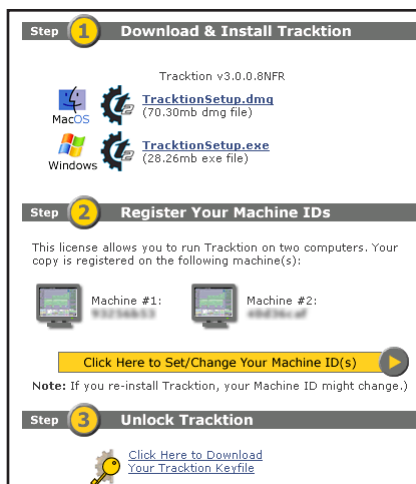 Step 1 Download & Install Tracktion
Tracktion v3.0.0.8NFR
MacOS
TracktionSetup.dmg
(70.30mb dmg file)
Windows
TracktionSetup.exe
(28.26mb exe file)
Step 2 Register Your Machine IDs
This license allows you to run Tracktion on two computers. Your
copy is registered on the following machine(s):
Machine #1:
Machine #2:
Click Here to Set/Change Your Machine ID(s)
Note: If you re-install Tracktion, your Machine ID might change.)
Step 3 Unlock Tracktion
Click Here to Download
Your Tracktion Keyfile